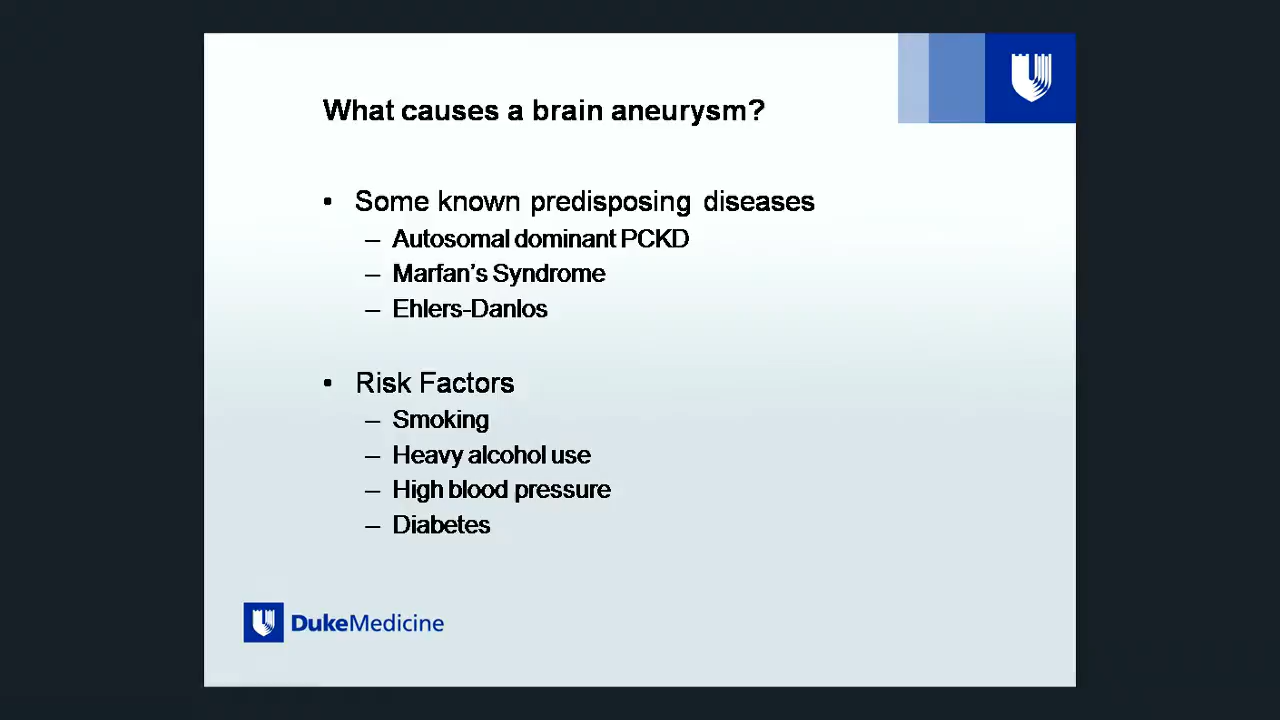 What causes a brain aneurysm?
• Some known predisposing diseases
– Autosomal dominant PCKD
– Marfan's Syndrome
– Ehlers-Danlos
• Risk Factors
– Smoking
– Heavy alcohol use
– High blood pressure
– Diabetes
DukeMedicine